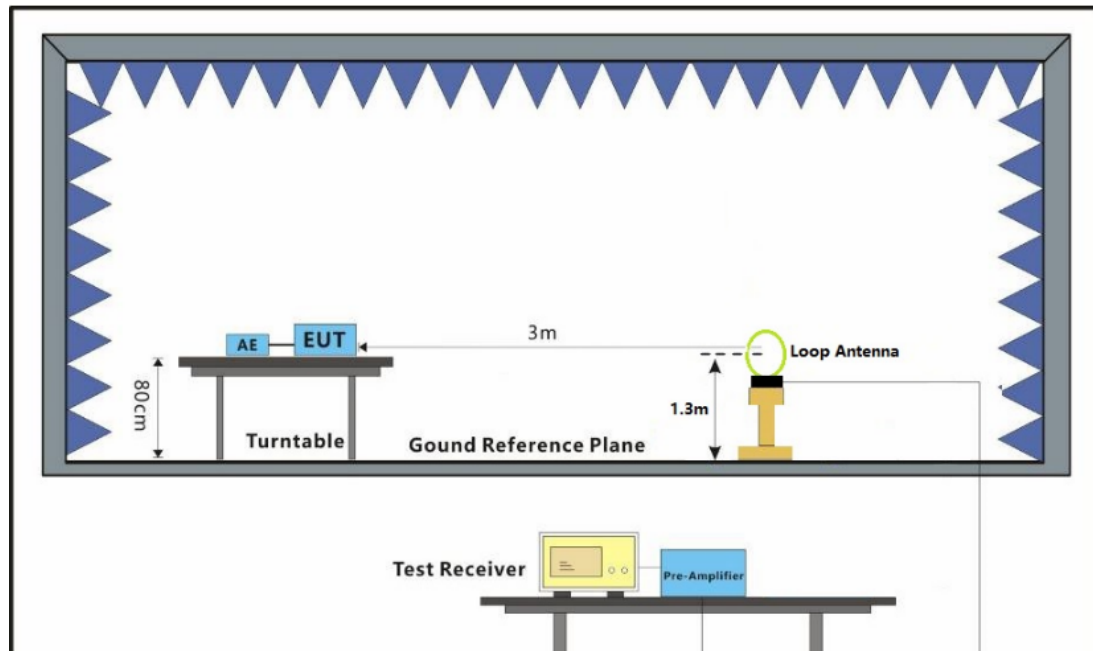 3m
AE
EUT
Loop Antenna
80cm
1.3m
Turntable
Gound Reference Plane
Test Receiver
Pre-Amplifier